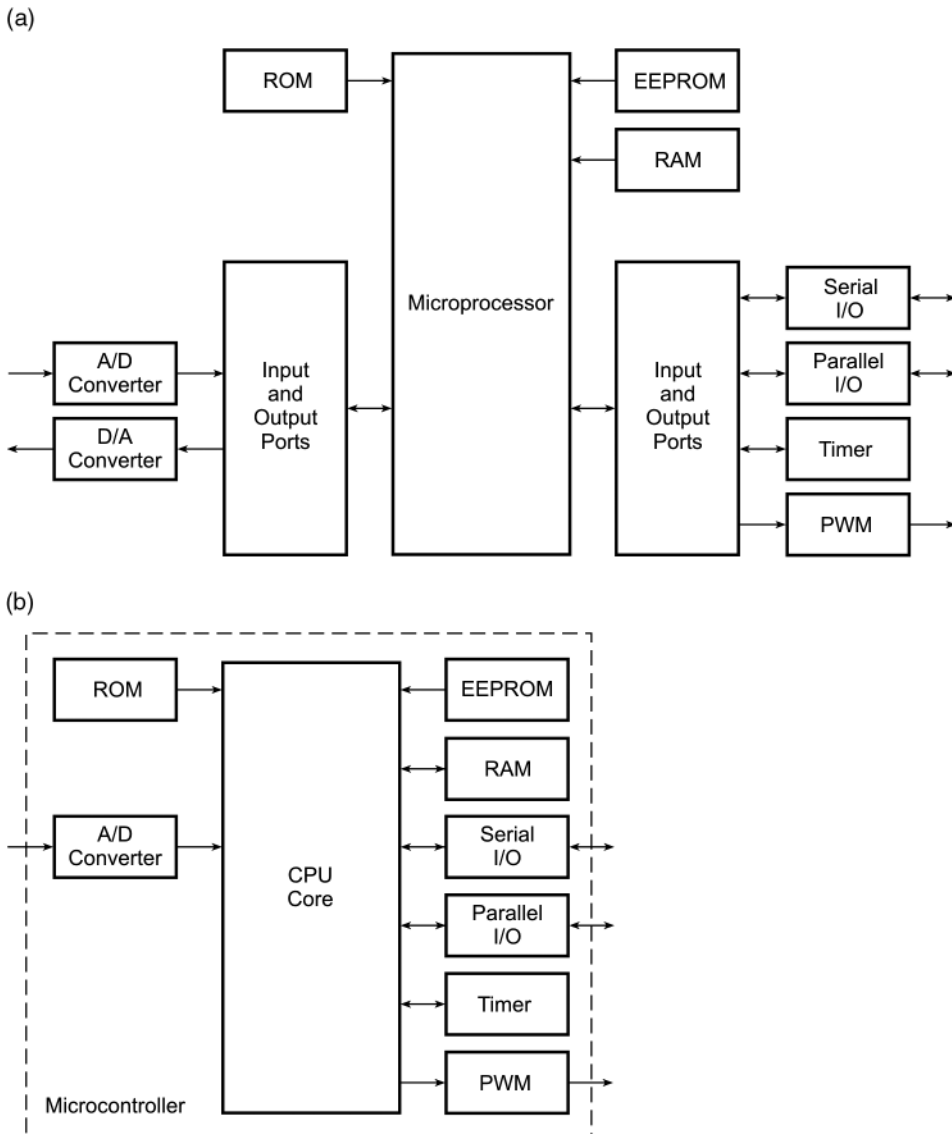 (a)
ROM
EEPROM
RAM
Microprocessor
A/D
Converter
D/A
Converter
Input
and
Output
Ports
Input
and
Output
Ports
Serial
I/O
Parallel
I/O
Timer
PWM
(b)
ROM
EEPROM
RAM
A/D
Converter
CPU
Core
Serial
I/O
Parallel
I/O
Timer
PWM
Microcontroller